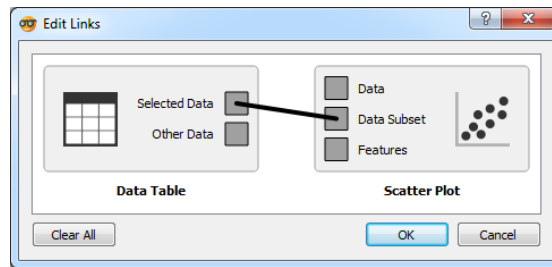 Edit Links
Selected Data
Other Data
Data
Data Subset
Features
Data Table
Scatter Plot
Clear All
OK
Cancel